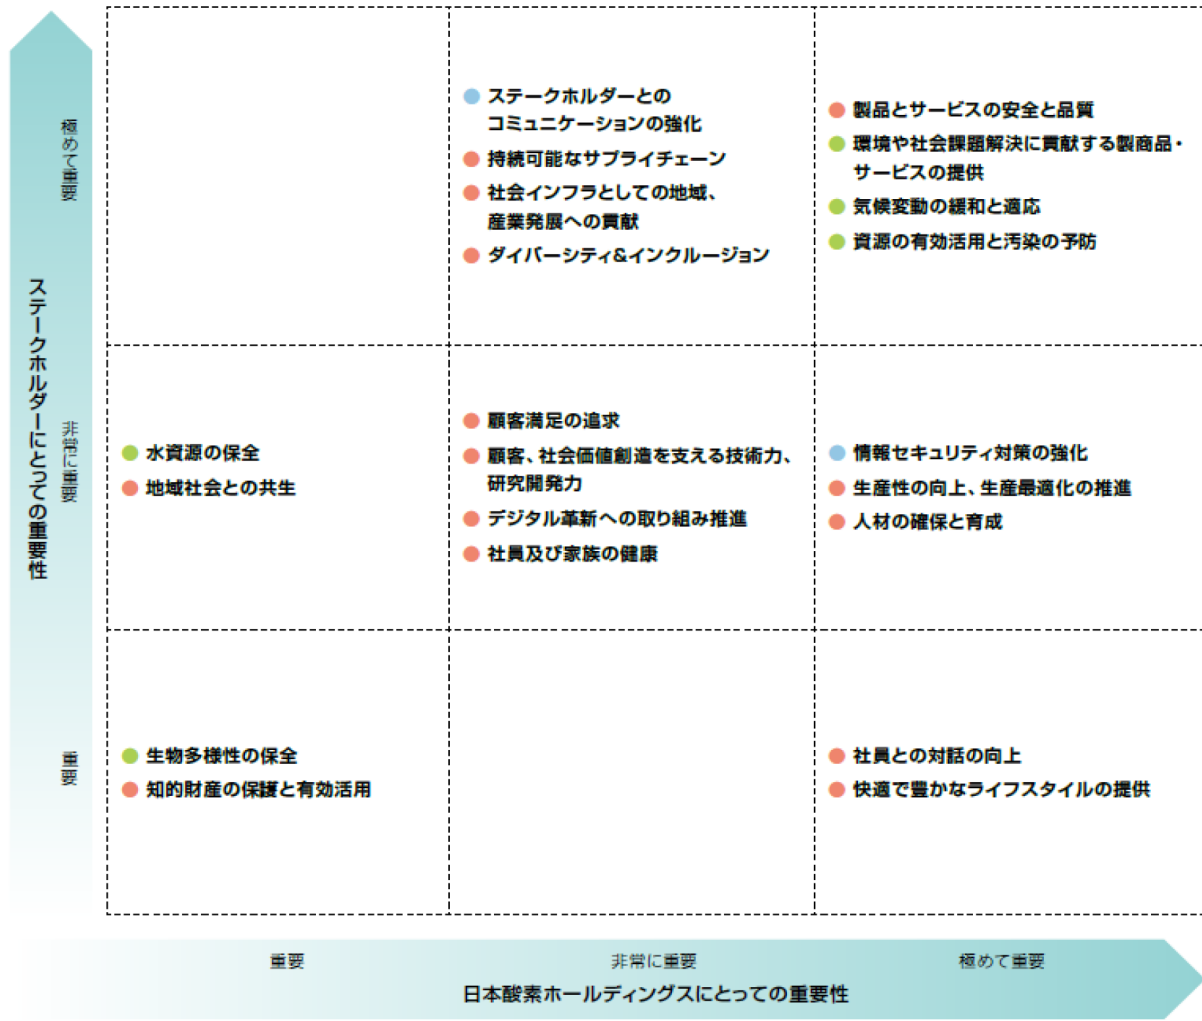 ステークホルダーにとっての重要性
極めて重要
非常に重要
重要
ステークホルダーとの
コミュニケーションの強化
持続可能なサプライチェーン
社会インフラとしての地域、
産業発展への貢献
ダイバーシティ&インクルージョン
製品とサービスの安全と品質
環境や社会課題解決に貢献する製商品・
サービスの提供
気候変動の緩和と適応
資源の有効活用と汚染の予防
水資源の保全
地域社会との共生
顧客満足の追求
顧客、社会価値創造を支える技術力、
研究開発力
デジタル革新への取り組み推進
社員及び家族の健康
情報セキュリティ対策の強化
生産性の向上、生産最適化の推進
人材の確保と育成
生物多様性の保全
知的財産の保護と有効活用
社員との対話の向上
快適で豊かなライフスタイルの提供
重要
非常に重要
極めて重要
日本酸素ホールディングスにとっての重要性